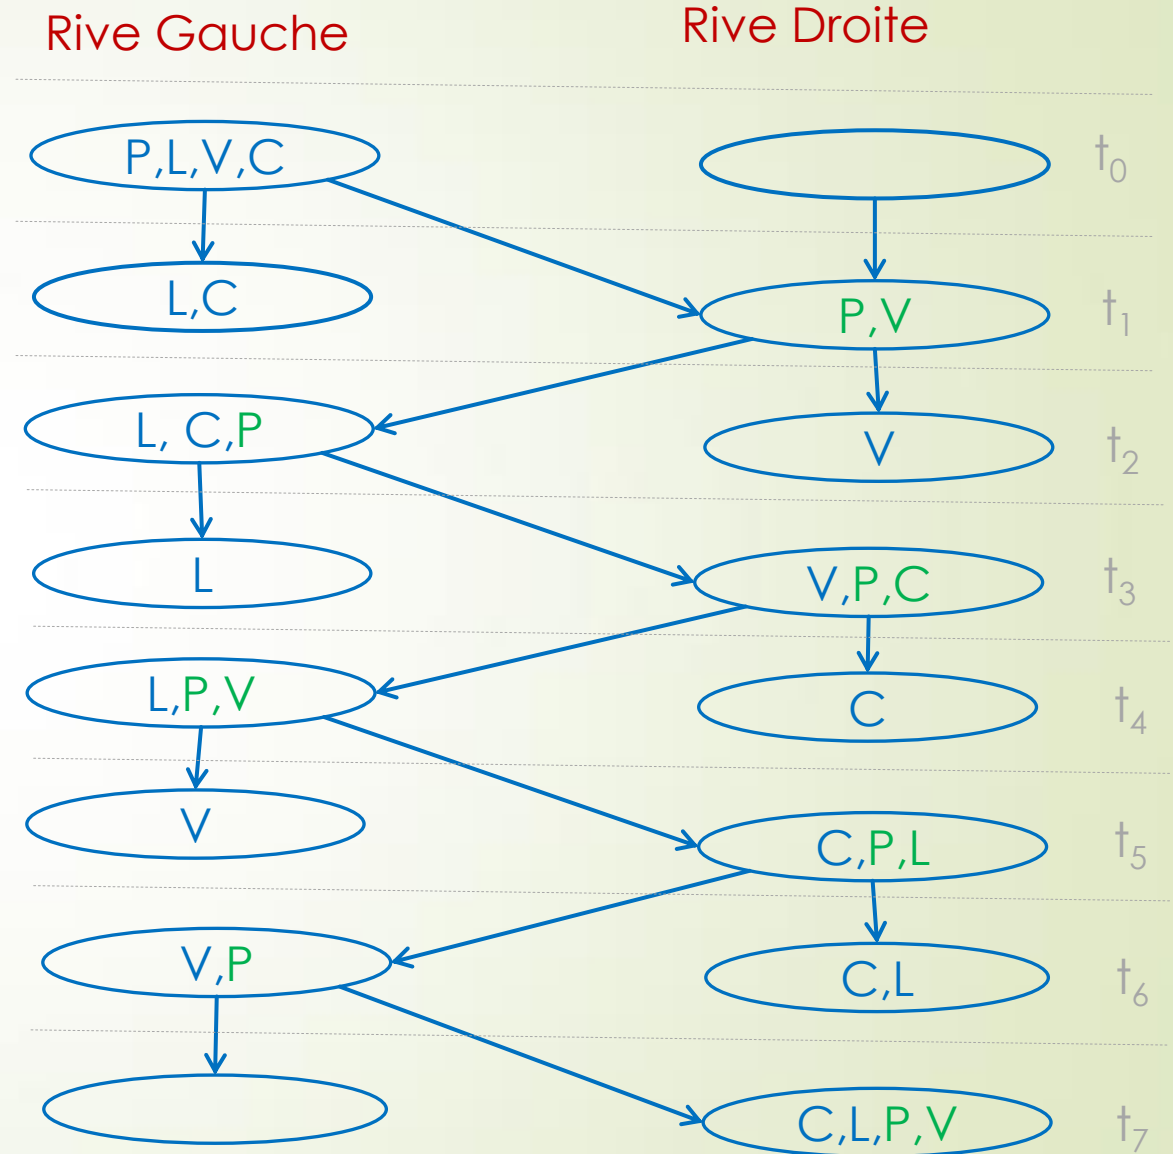 Rive Gauche Rive Droite
P,L,V,C t0
L,C P,V t1
L, C,P V t2
L V,P,C t3
L,P,V C t4
V C,P,L t5
V,P C,L t6
C,L,P,V t7